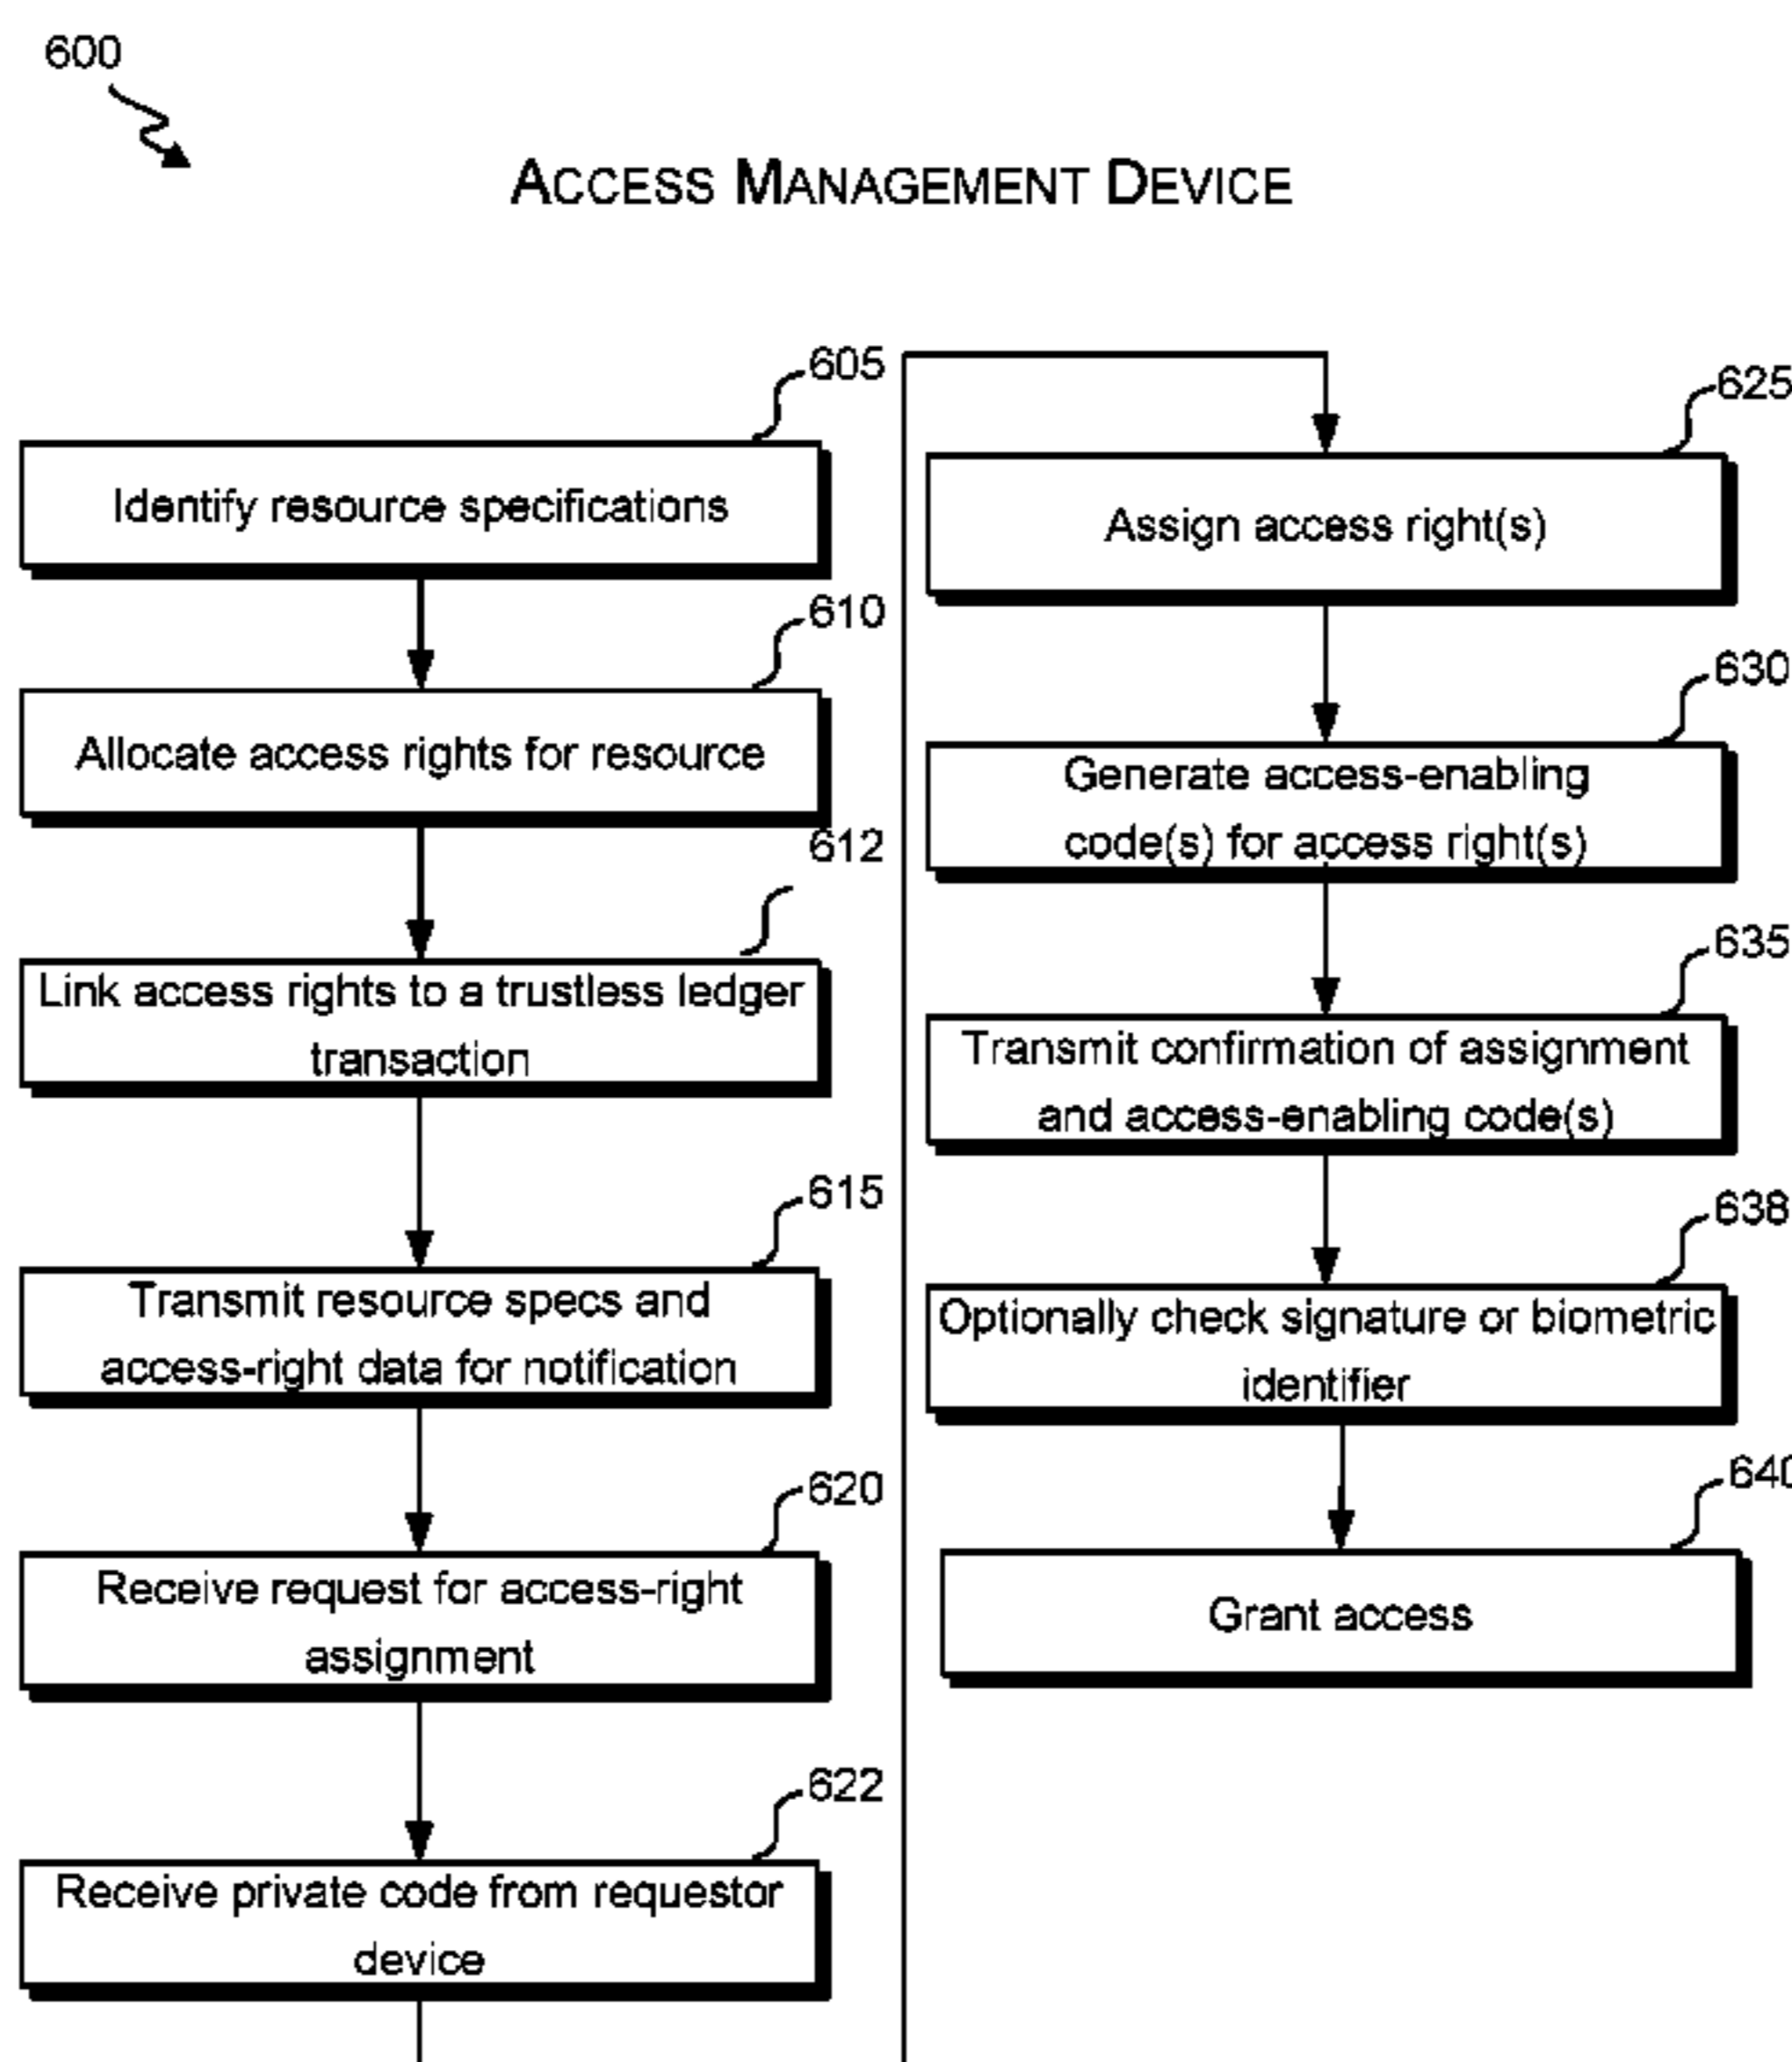 600
ACCESS MANAGEMENT DEVICE
605
Identify resource specifications
610
Allocate access rights for resource
612
Link access rights to a trustless ledger
transaction
615
Transmit resource specs and
access-right data for notification
620
Receive request for access-right
assignment
622
Receive private code from requestor
device
625
Assign access right(s)
630
Generate access-enabling
code(s) for access right(s)
635
Transmit confirmation of assignment
and access-enabling code(s)
638
Optionally check signature or biometric
identifier
640
Grant access